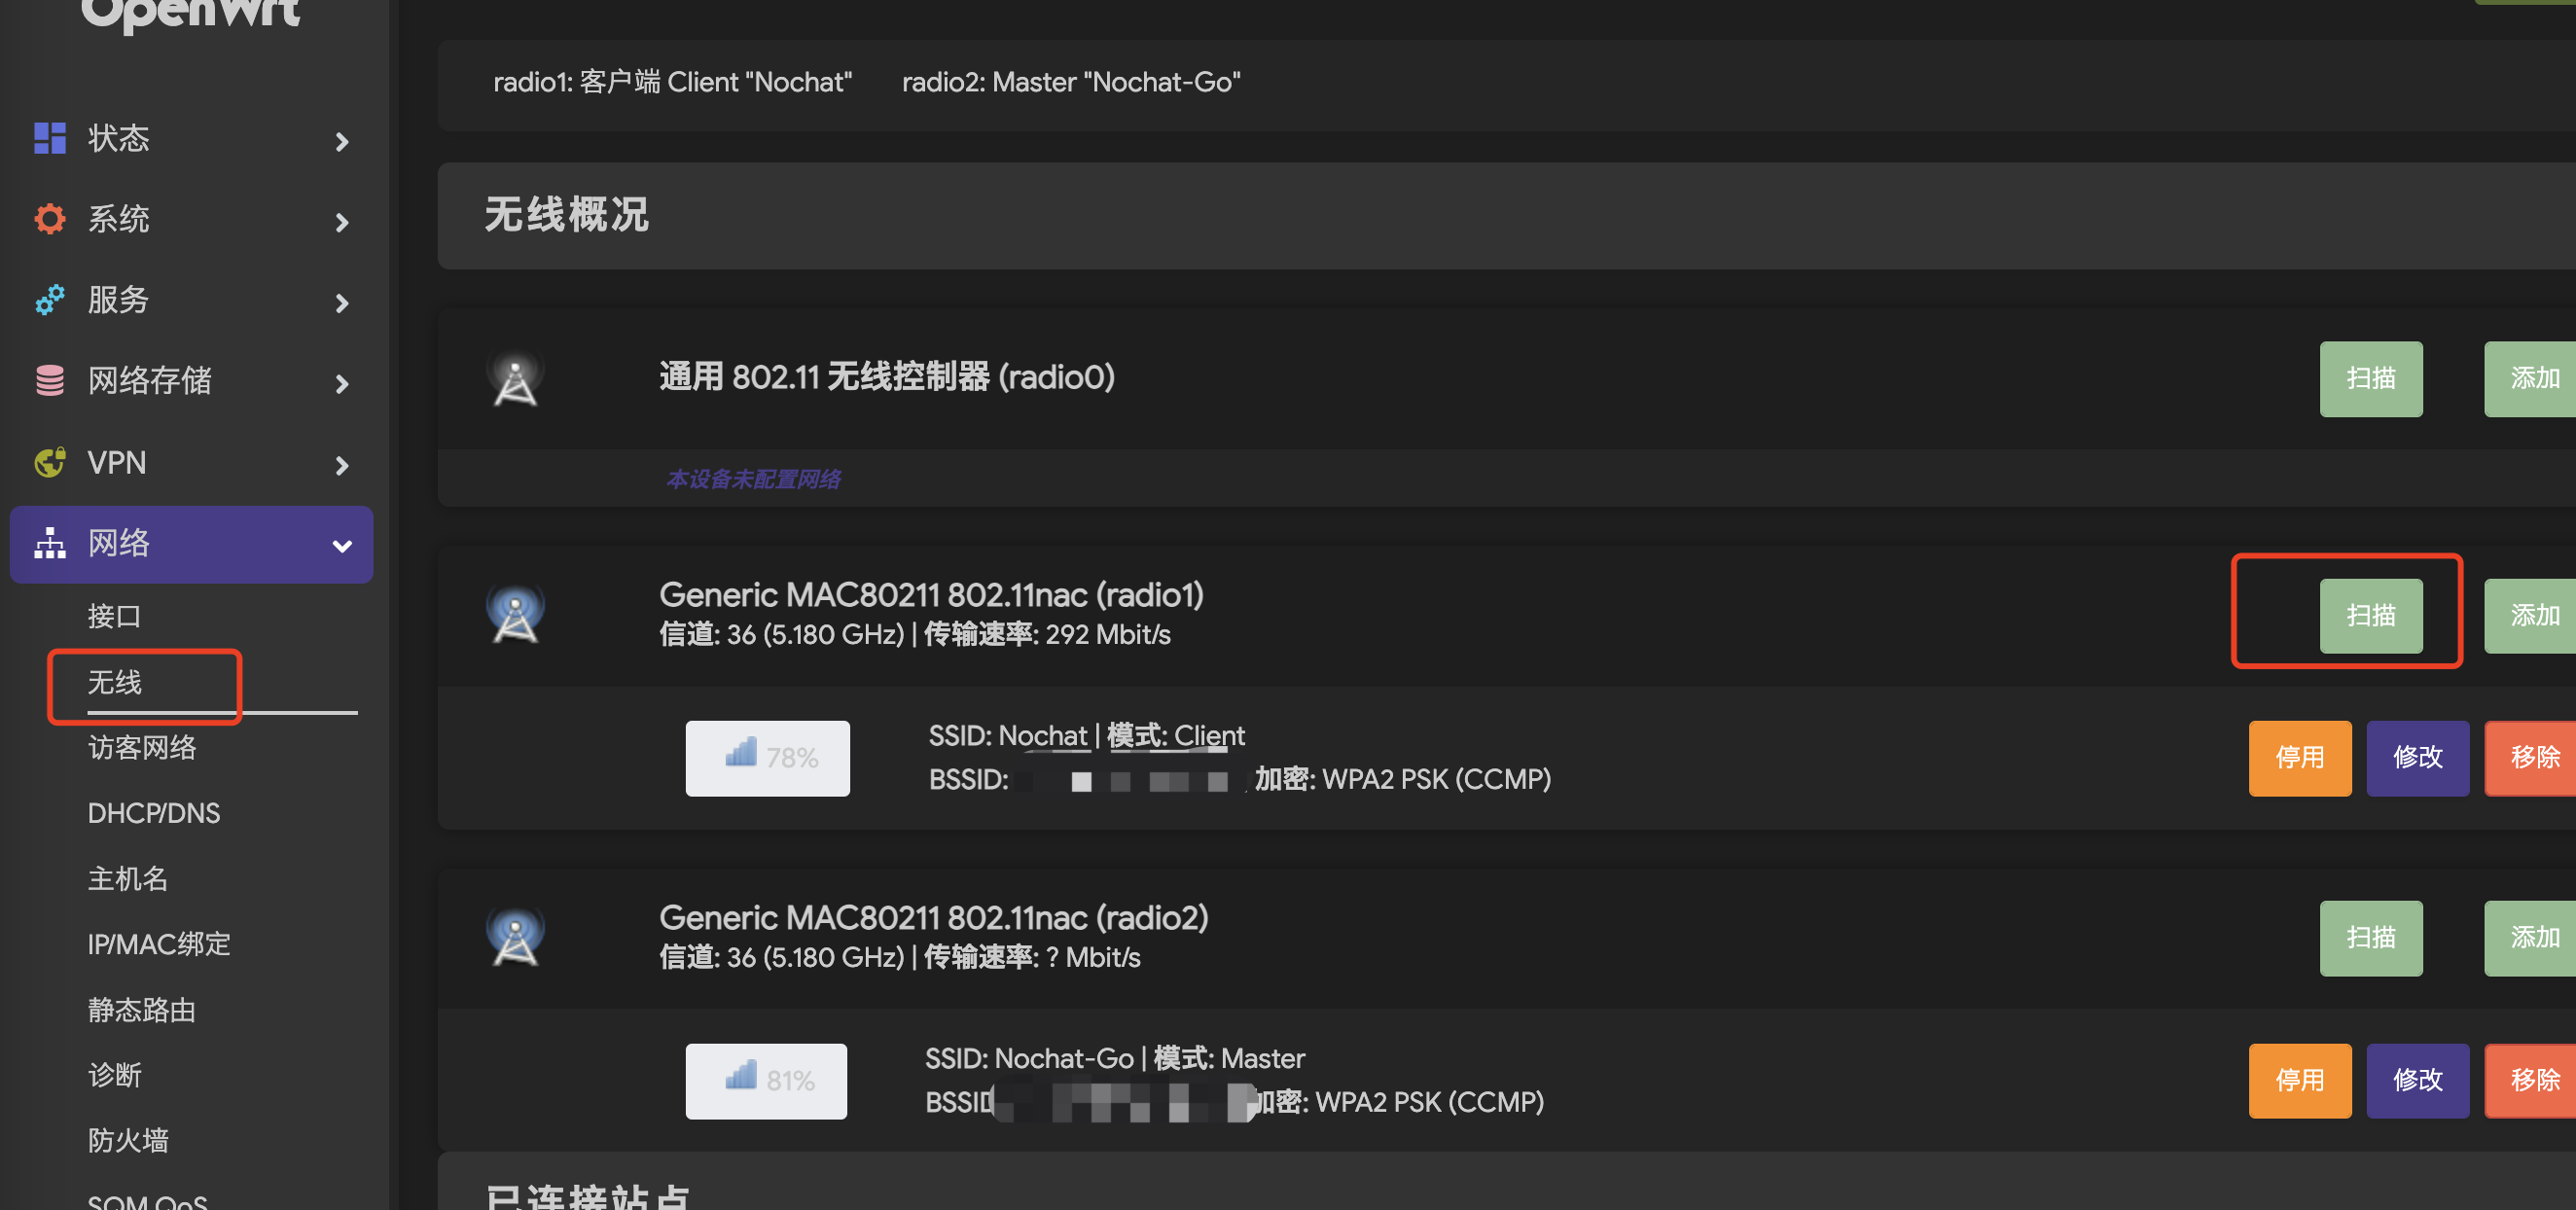 OpenWrt
radio1: 客户端 Client "Nochat" radio2: Master "Nochat-Go"
状态
系统
服务
网络存储
VPN
网络
接口
无线
访客网络
DHCP/DNS
主机名
IP/MAC绑定
静态路由
诊断
防火墙
SQM QoS
无线概况
通用 802.11 无线控制器 (radio0)
扫描 添加
本设备未配置网络
Generic MAC80211 802.11nac (radio1)
信道: 36 (5.180 GHz) | 传输速率: 292 Mbit/s
扫描 添加
78%
SSID: Nochat | 模式: Client
BSSID: 加密: WPA2 PSK (CCMP)
停用 修改 移除
Generic MAC80211 802.11nac (radio2)
信道: 36 (5.180 GHz) | 传输速率: ? Mbit/s
扫描 添加
81%
SSID: Nochat-Go | 模式: Master
BSSID 加密: WPA2 PSK (CCMP)
停用 修改 移除
已连接站点